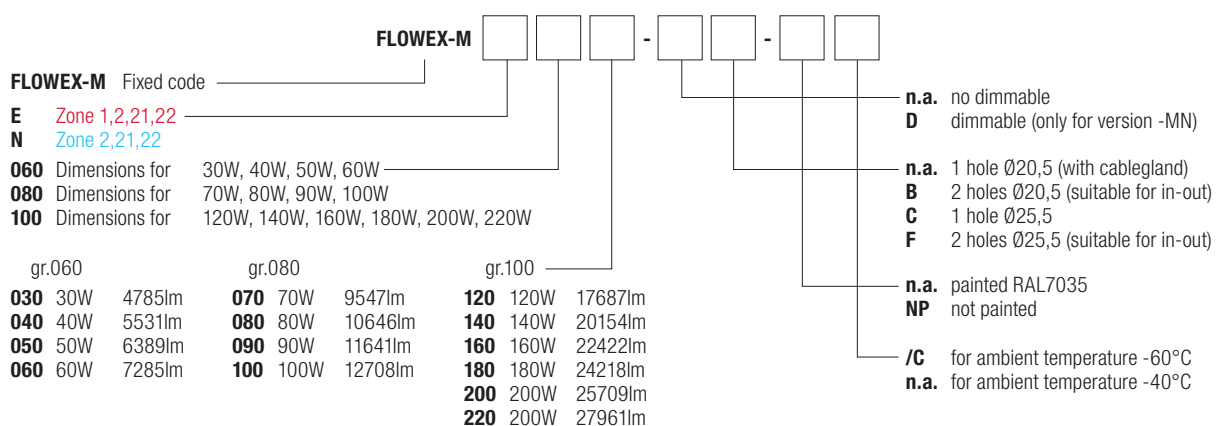 FLOWEX-M - -
FLOWEX-M Fixed code
E Zone 1,2,21,22
N Zone 2,21,22
060 Dimensions for 30W, 40W, 50W, 60W
080 Dimensions for 70W, 80W, 90W, 100W
100 Dimensions for 120W, 140W, 160W, 180W, 200W, 220W
gr.060
030 30W 4785lm
040 40W 5531lm
050 50W 6389lm
060 60W 7285lm
gr.080
070 70W 9547lm
080 80W 10646lm
090 90W 11641lm
100 100W 12708lm
gr.100
120 120W 17687lm
140 140W 20154lm
160 160W 22422lm
180 180W 24218lm
200 200W 25709lm
220 200W 27961lm
n.a. no dimmable
D dimmable (only for version -MN)
n.a. 1 hole Ø20,5 (with cablegland)
B 2 holes Ø20,5 (suitable for in-out)
C 1 hole Ø25,5
F 2 holes Ø25,5 (suitable for in-out)
n.a. painted RAL7035
NP not painted
/C for ambient temperature -60°C
n.a. for ambient temperature -40°C